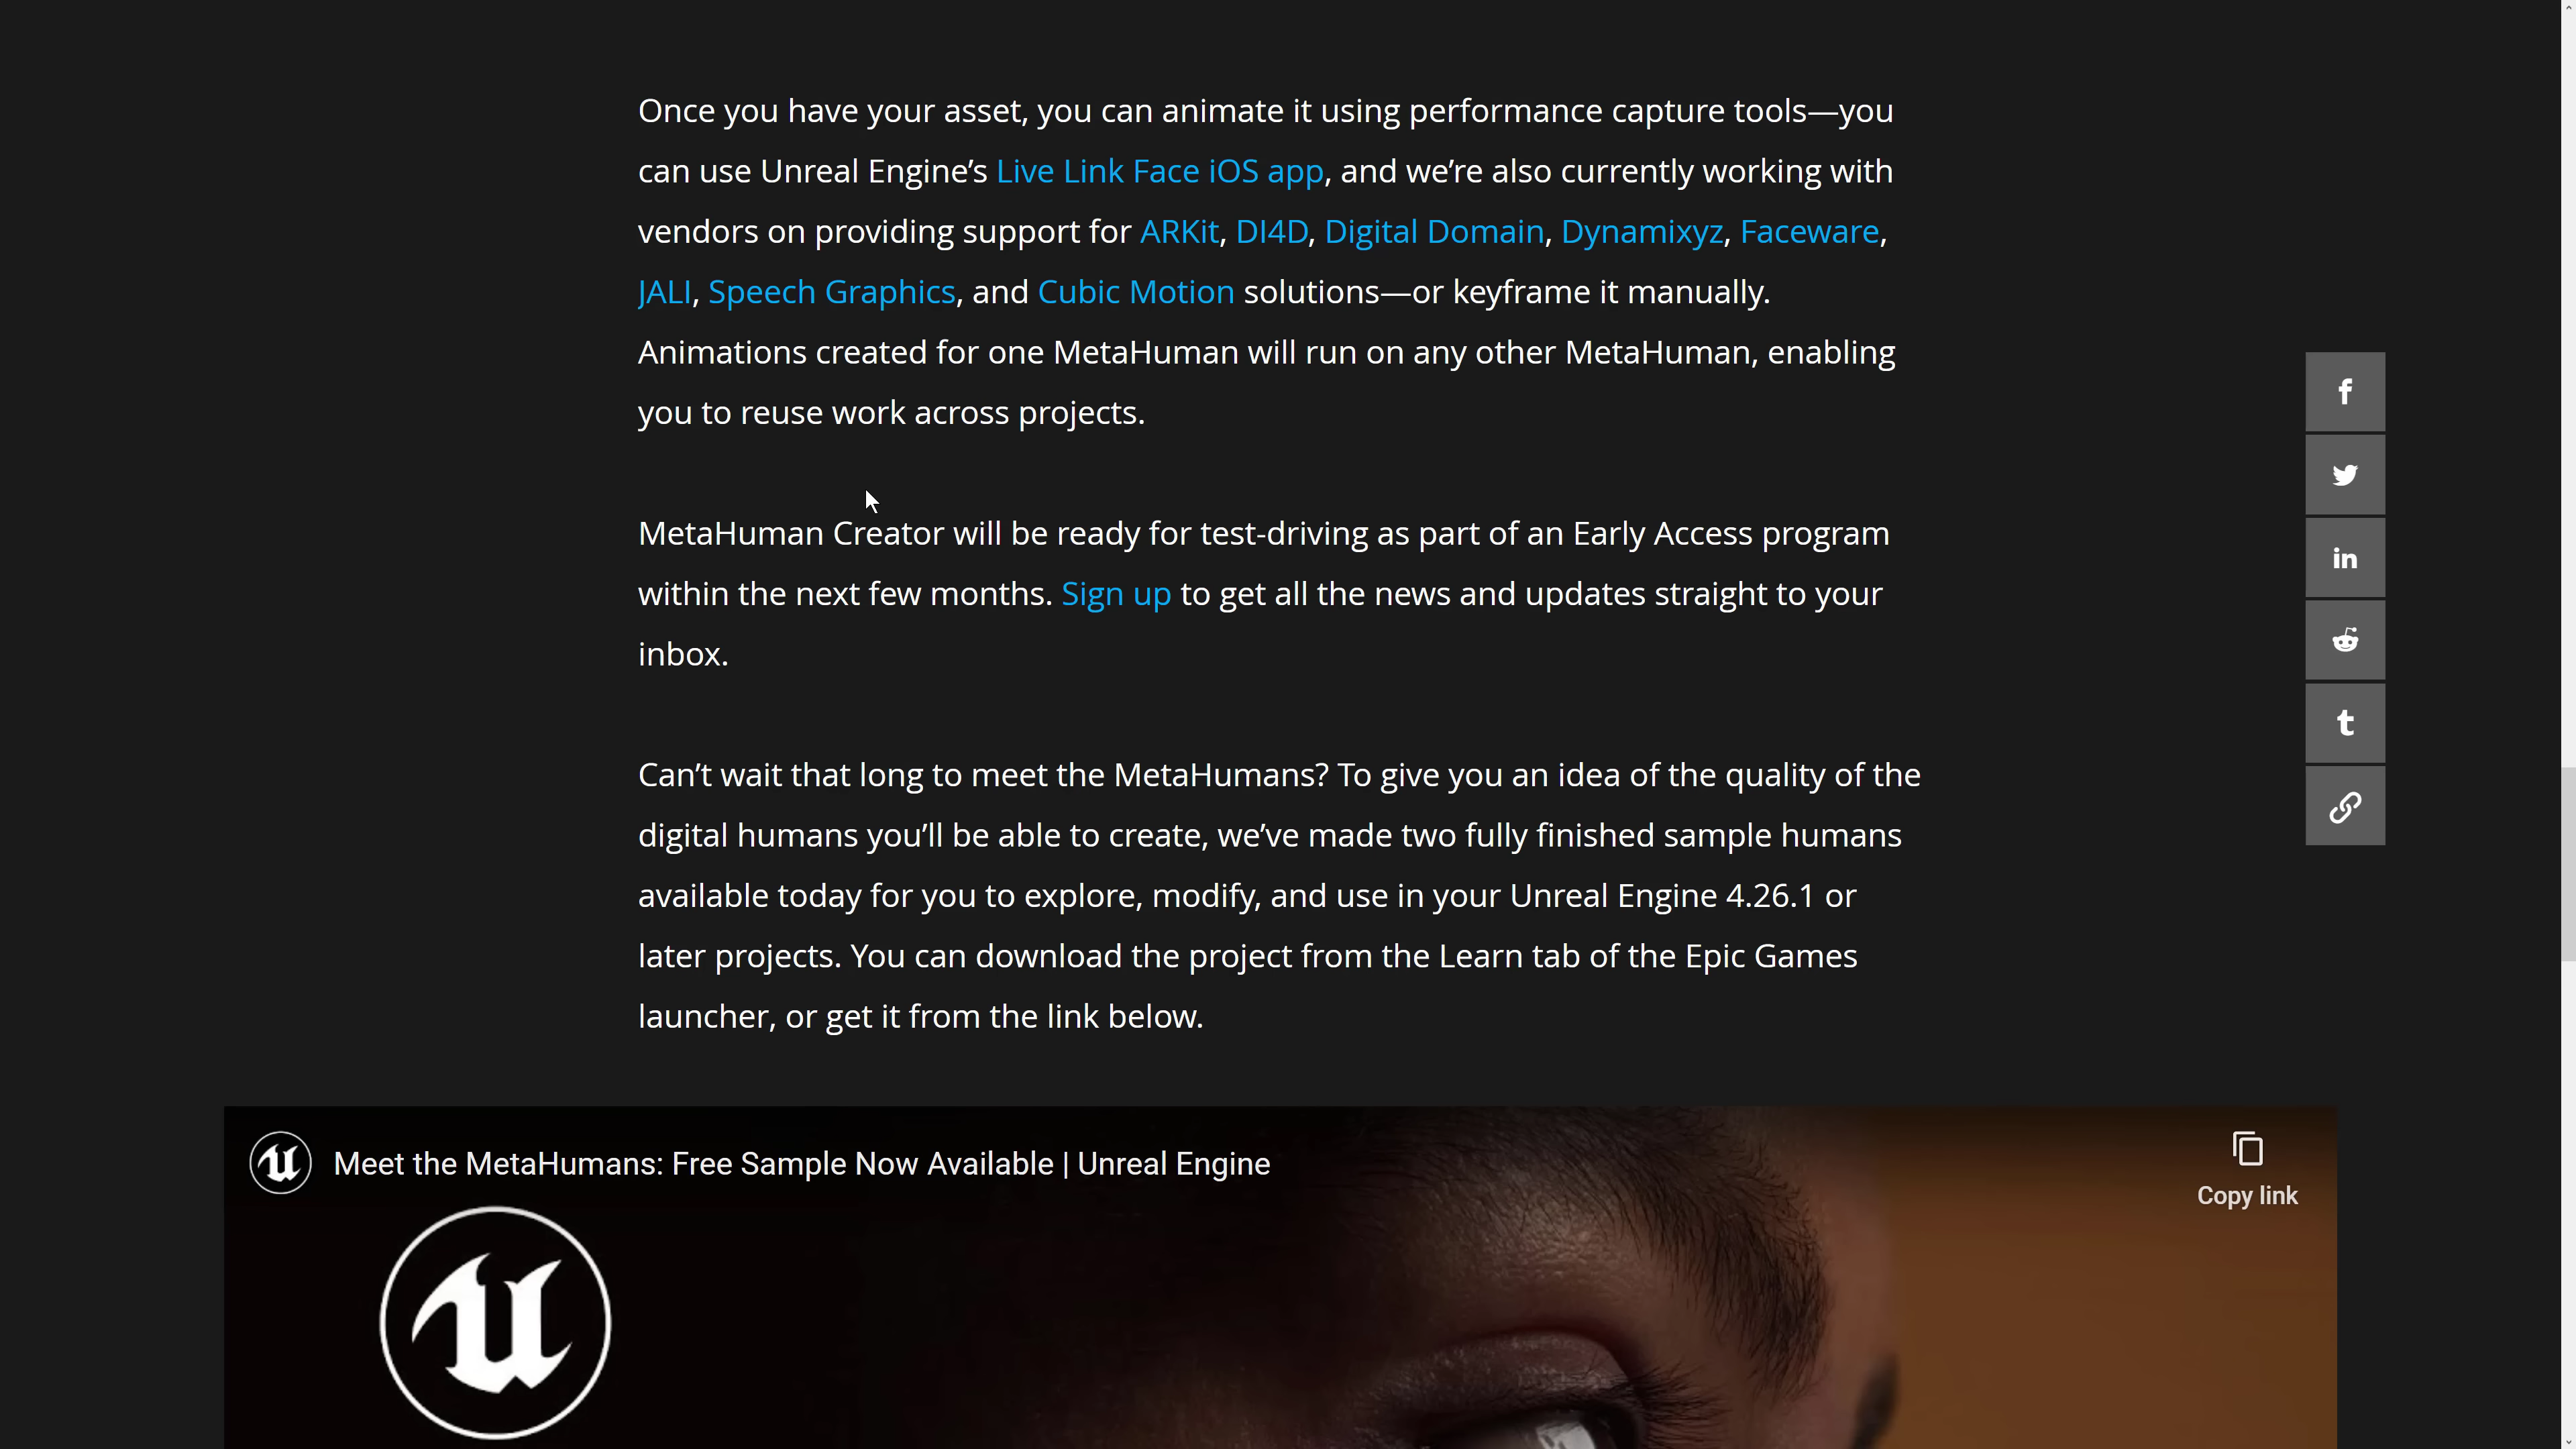 Once you have your asset, you can animate it using performance capture tools—you
can use Unreal Engine’s Live Link Face iOS app, and we’re also currently working with
vendors on providing support for ARKit, DI4D, Digital Domain, Dynamixyz, Faceware,
JALI, Speech Graphics, and Cubic Motion solutions—or keyframe it manually.
Animations created for one MetaHuman will run on any other MetaHuman, enabling
you to reuse work across projects.
MetaHuman Creator will be ready for test-driving as part of an Early Access program
within the next few months. Sign up to get all the news and updates straight to your
inbox.
Can’t wait that long to meet the MetaHumans? To give you an idea of the quality of the
digital humans you’ll be able to create, we’ve made two fully finished sample humans
available today for you to explore, modify, and use in your Unreal Engine 4.26.1 or
later projects. You can download the project from the Learn tab of the Epic Games
launcher, or get it from the link below.
Meet the MetaHumans: Free Sample Now Available | Unreal Engine
Copy link